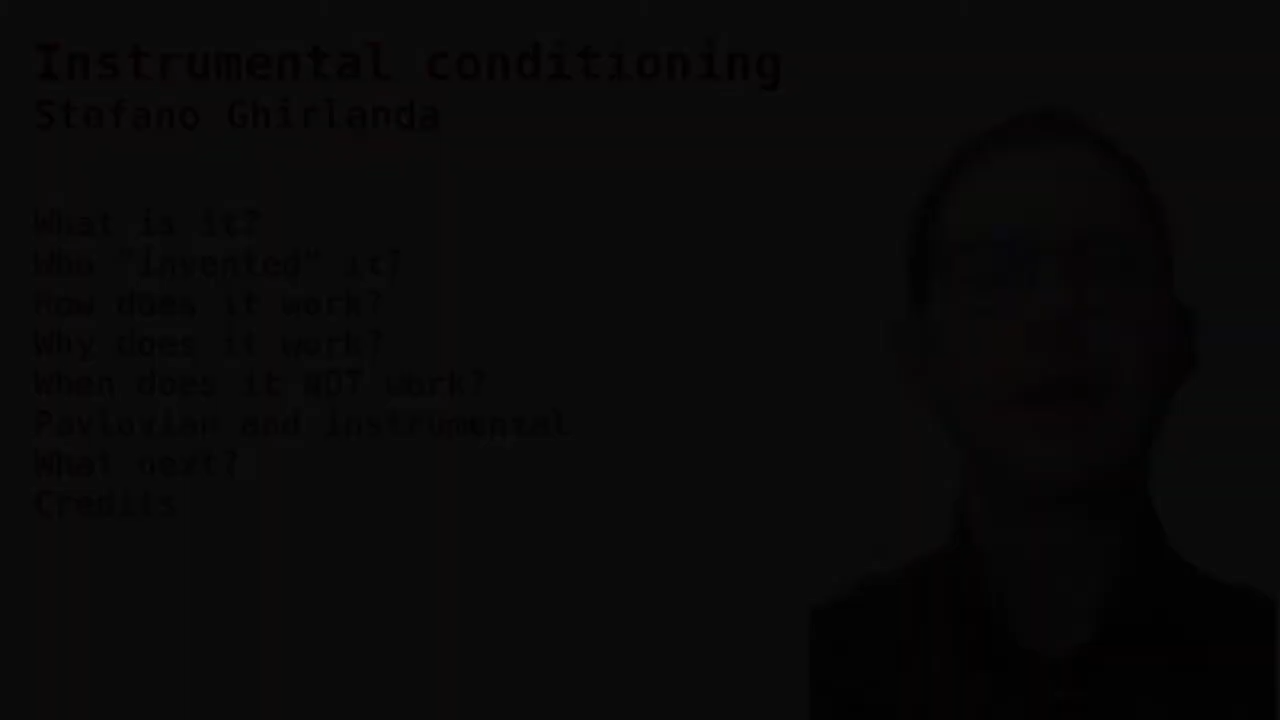 Instrumental conditioning
Stefano Ghirlanda
What is it?
Who "invented" it?
How does it work?
Why does it work?
When does it NOT work?
Pavlovian and instrumental
What next?
Credits